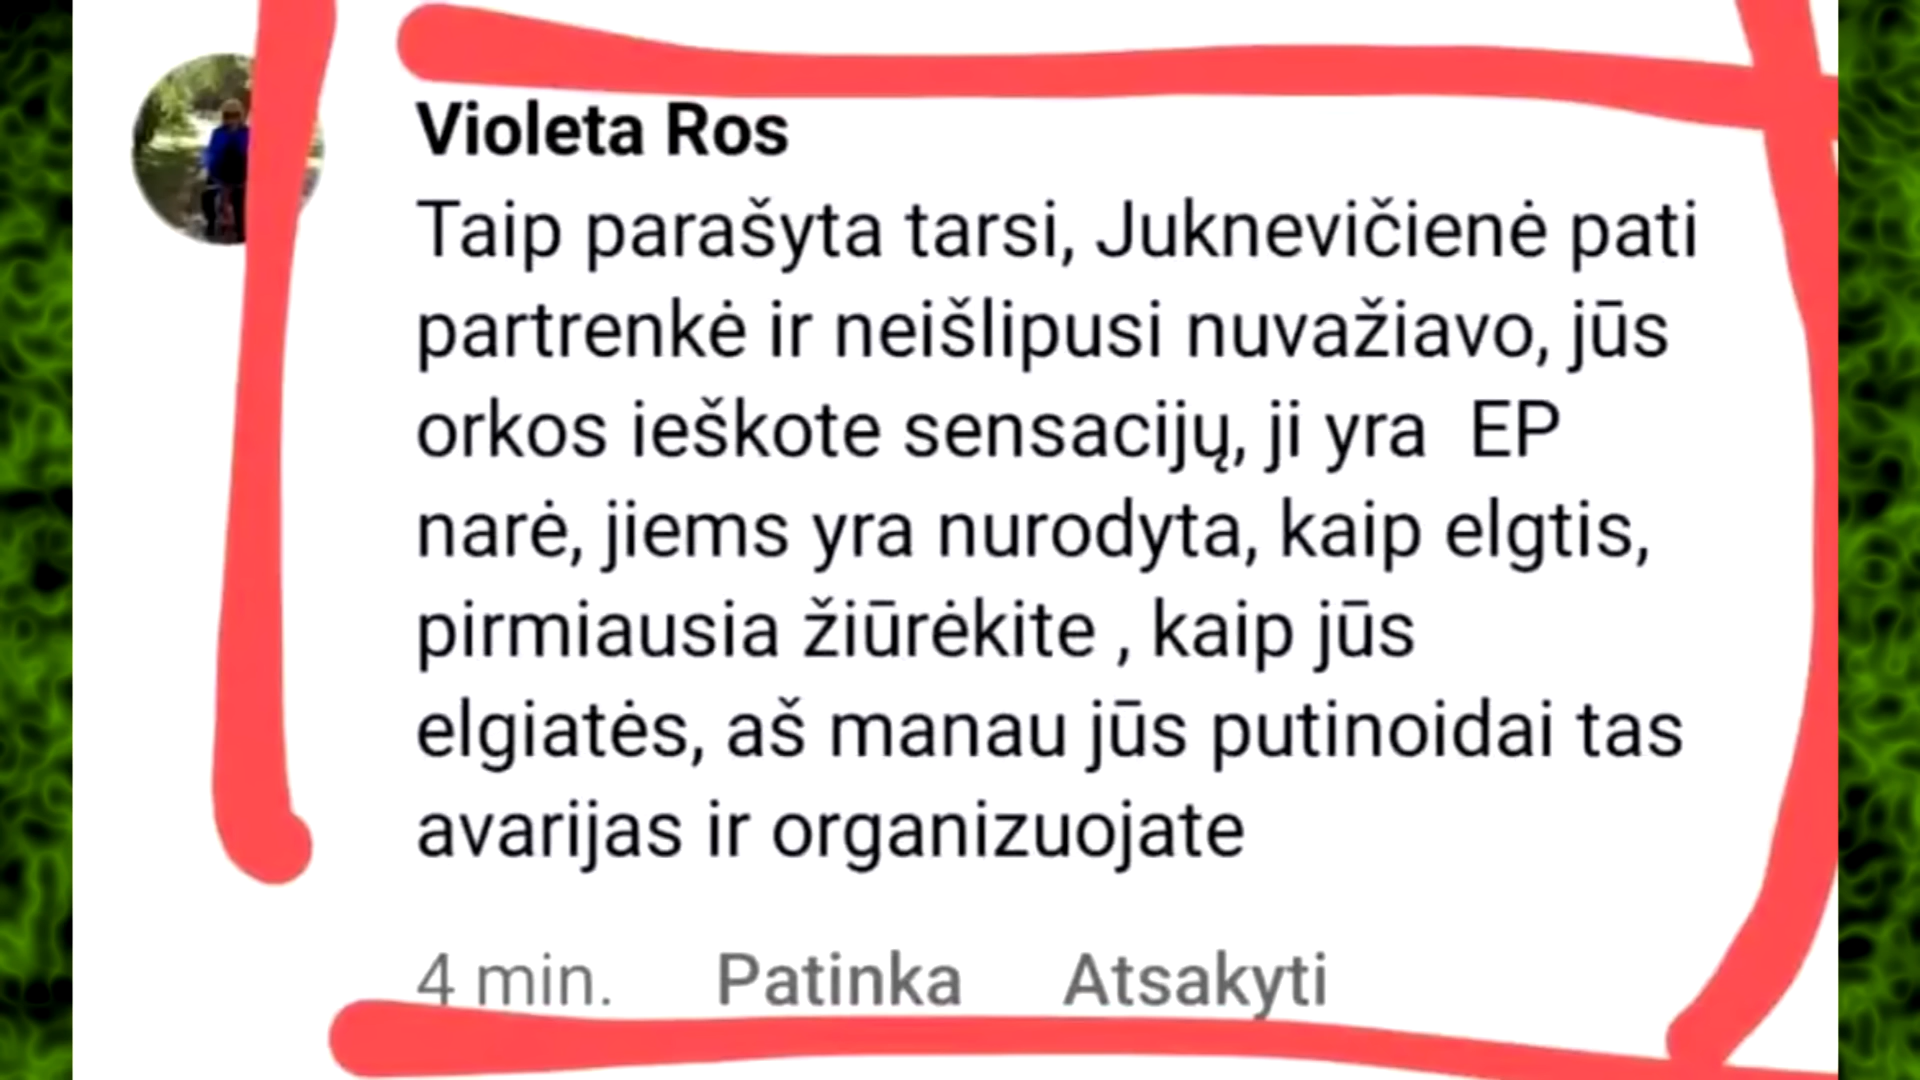 Violeta Ros
Taip parašyta tarsi, Juknevičienė pati
partrenkė ir neišlipusi nuvažiavo, jūs
orkos ieškote sensacijų, ji yra  EP
narė, jiems yra nurodyta, kaip elgtis,
pirmiausia žiūrėkite , kaip jūs
elgiatės, aš manau jūs putinoidai tas
avarijas ir organizuojate
4 min. Patinka Atsakyti